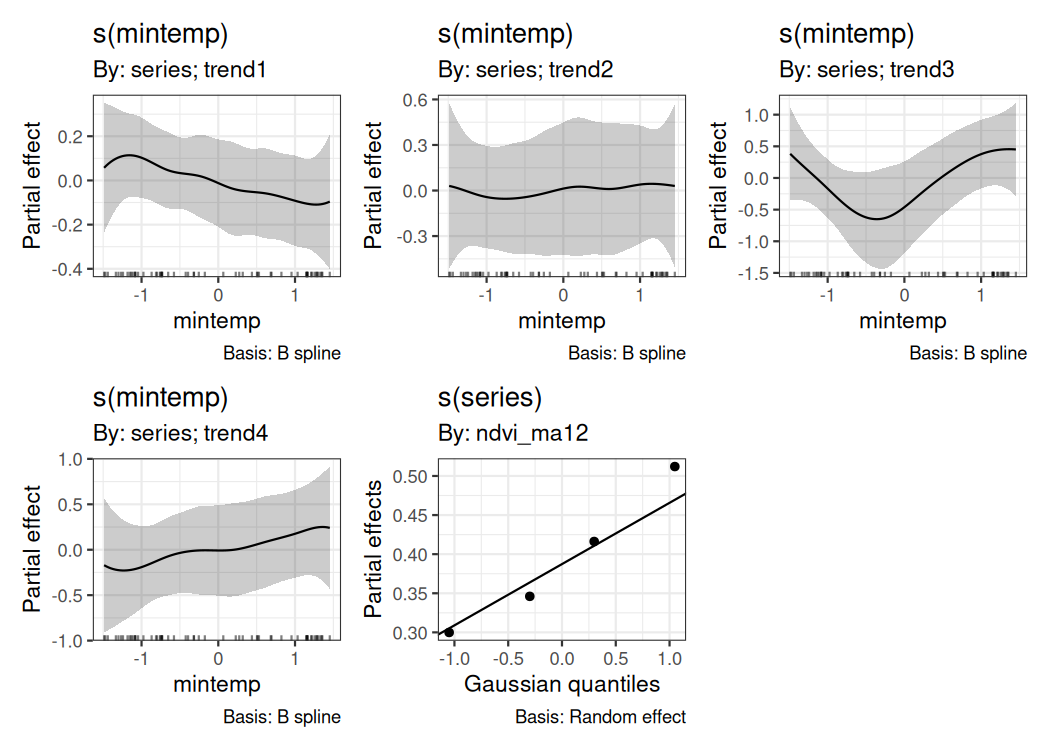 s(mintemp)
By: series; trend1
Partial effect
0.2
0.0
-0.2
-0.4
-1
0
1
mintemp
Basis: B spline
s(mintemp)
By: series; trend2
Partial effect
0.6
0.3
0.0
-0.3
-1
0
1
mintemp
Basis: B spline
s(mintemp)
By: series; trend3
Partial effect
1.0
0.5
0.0
-0.5
-1.0
-1.5
-1
0
1
mintemp
Basis: B spline
s(mintemp)
By: series; trend4
Partial effect
1.0
0.5
0.0
-0.5
-1.0
-1
0
1
mintemp
Basis: B spline
s(series)
By: ndvi_ma12
Partial effects
0.50
0.45
0.40
0.35
0.30
-1.0
-0.5
0.0
0.5
1.0
Gaussian quantiles
Basis: Random effect